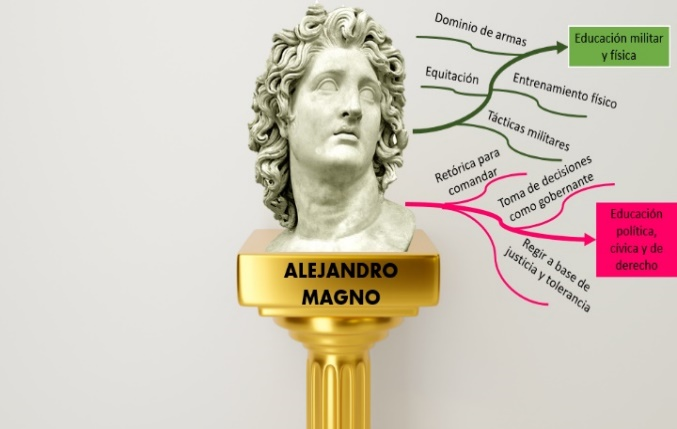 Dominio de armas
Educación militar
y física
Equitación
Entrenamiento físico
Tácticas militares
Retórica para
comandar
Toma de decisiones
como gobernante
Educación
política,
cívica y de
derecho
Regir a base de
justicia y tolerancia
ALEJANDRO
MAGNO